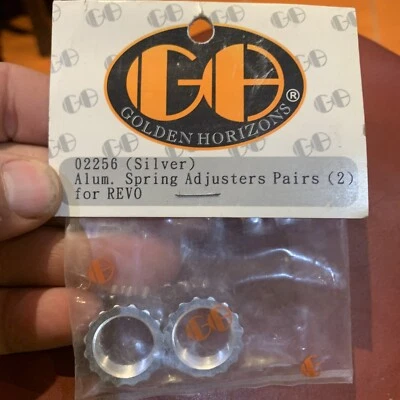 GH
GOLDEN HORIZONS®
02256 (Silver)
Alum. Spring Adjusters Pairs (2)
for REVO